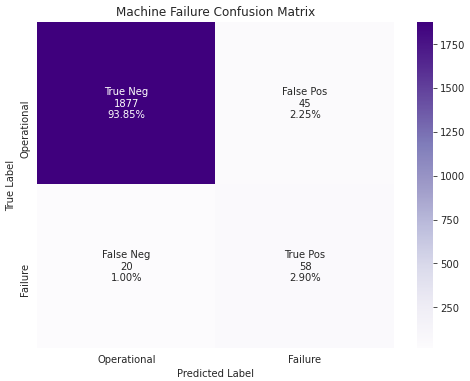 Machine Failure Confusion Matrix
True Label
Operational
Failure
True Neg
1877
93.85%
False Pos
45
2.25%
False Neg
20
1.00%
True Pos
58
2.90%
Operational
Failure
Predicted Label
1750
1500
1250
1000
750
500
250